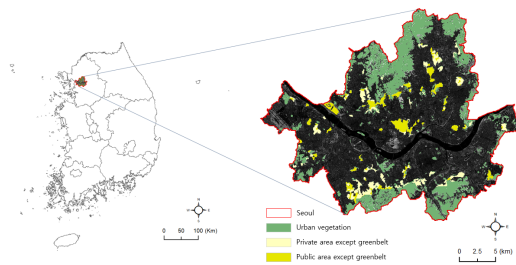 N
W E
S
0 50 100 (Km)
Seoul
Urban vegetation
Private area except greenbelt
Public area except greenbelt
N
W E
S
0 2.5 5 (km)